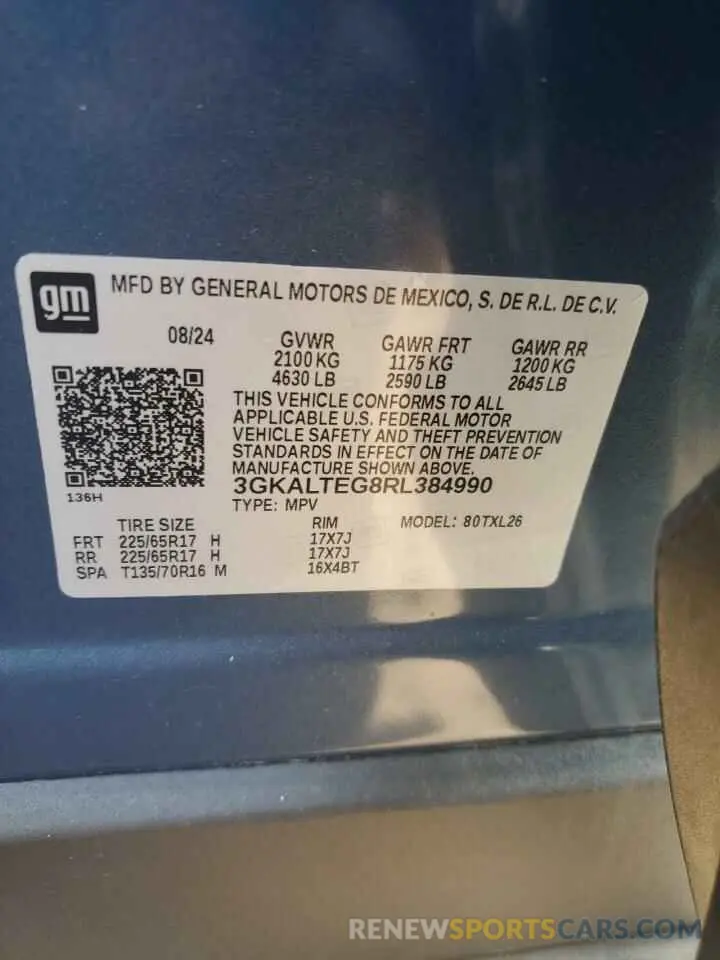 gm
MFD BY GENERAL MOTORS DE MEXICO, S. DE R.L. DE C.V.
08/24 GVWR GAWR FRT GAWR RR
2100 KG 1175 KG 1200 KG
4630 LB 2590 LB 2645 LB
THIS VEHICLE CONFORMS TO ALL
APPLICABLE U.S. FEDERAL MOTOR
VEHICLE SAFETY AND THEFT PREVENTION
STANDARDS IN EFFECT ON THE DATE OF
MANUFACTURE SHOWN ABOVE.
136H
3GKALTEG8RL384990
TYPE: MPV MODEL: 80TXL26
TIRE SIZE RIM
FRT 225/65R17 H 17X7J
RR 225/65R17 H 17X7J
SPA T135/70R16 M 16X4BT
RENEWSPORTSCARS.COM